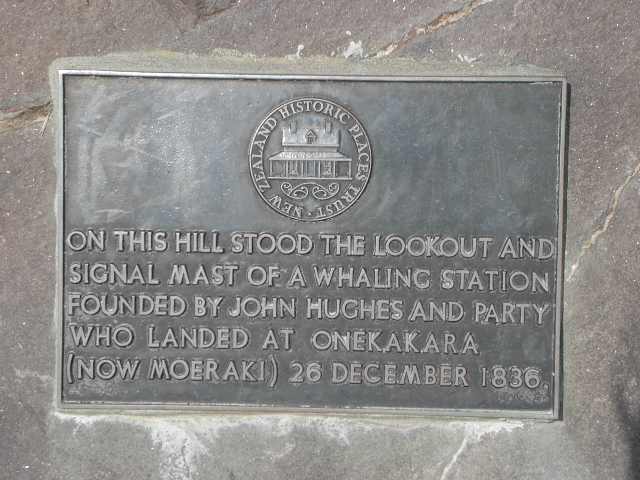 NEW ZEALAND HISTORIC PLACES TRUST
ON THIS HILL STOOD THE LOOKOUT AND
SIGNAL MAST OF A WHALING STATION
FOUNDED BY JOHN HUGHES AND PARTY
WHO LANDED AT ONEKAKARA
(NOW MOERAKI) 26 DECEMBER 1836.